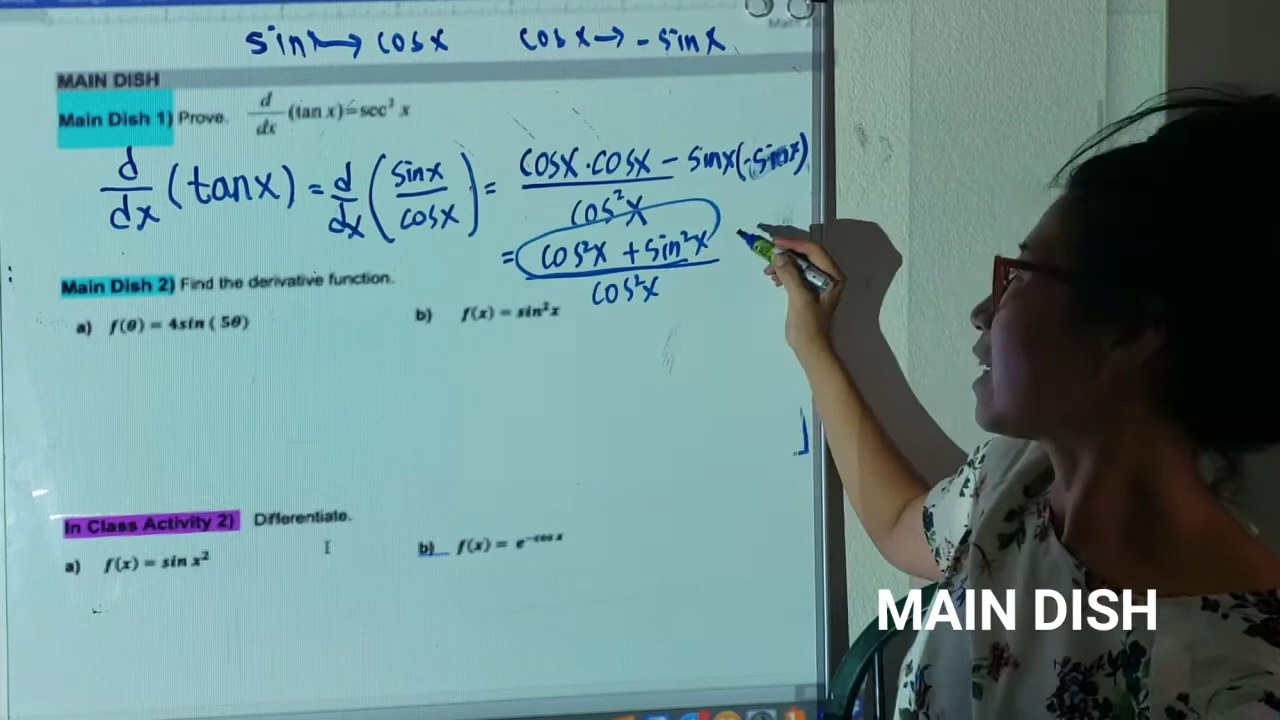 sinx → cosx cosx → -sinx
MAIN DISH
Main Dish 1) Prove. d/dx (tan x) = sec² x
d/dx (tanx) = d/dx (sinx/cosx) = cosx · cosx - sinx(-sinx) / cos²x
= cos²x + sin²x / cos²x
Main Dish 2) Find the derivative function.
a) f(θ) = 4sin ( 5θ) b) f(x) = sin²x
In Class Activity 2) Differentiate.
a) f(x) = sin x² b) f(x) = e^-cos x
MAIN DISH